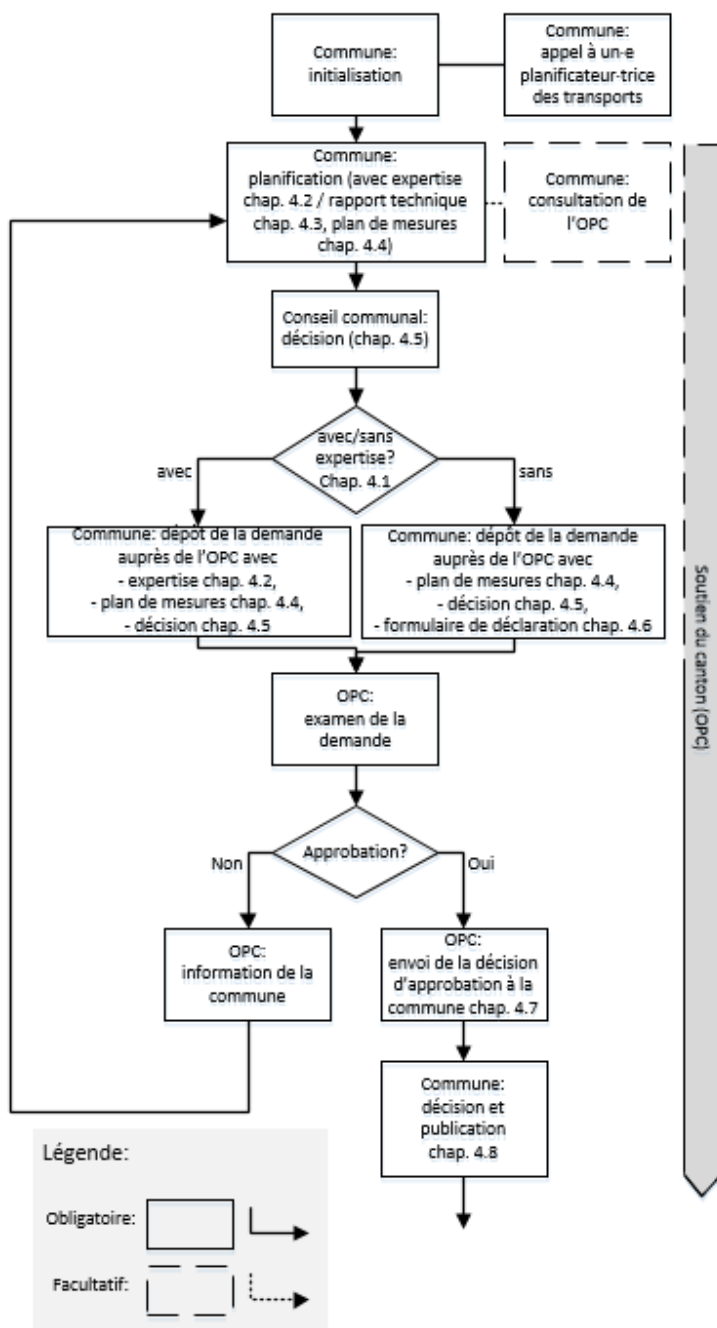 Commune:
initialisation
Commune:
appel à un·e
planificateur·trice
des transports
Commune:
planification (avec expertise
chap. 4.2 / rapport technique
chap. 4.3, plan de mesures
chap. 4.4)
Commune:
consultation de
l'OPC
Conseil communal:
décision (chap. 4.5)
avec/sans
expertise?
Chap. 4.1
avec
sans
Commune: dépôt de la demande
auprès de l'OPC avec
- expertise chap. 4.2,
- plan de mesures chap. 4.4,
- décision chap. 4.5
Commune: dépôt de la demande
auprès de l'OPC avec
- plan de mesures chap. 4.4,
- décision chap. 4.5,
- formulaire de déclaration chap. 4.6
Soutien du canton (OPC)
OPC:
examen de la
demande
Approbation?
Non
Oui
OPC:
information de la
commune
OPC:
envoi de la décision
d'approbation à la
commune chap. 4.7
Commune:
décision et
publication
chap. 4.8
Légende:
Obligatoire:
Facultatif: